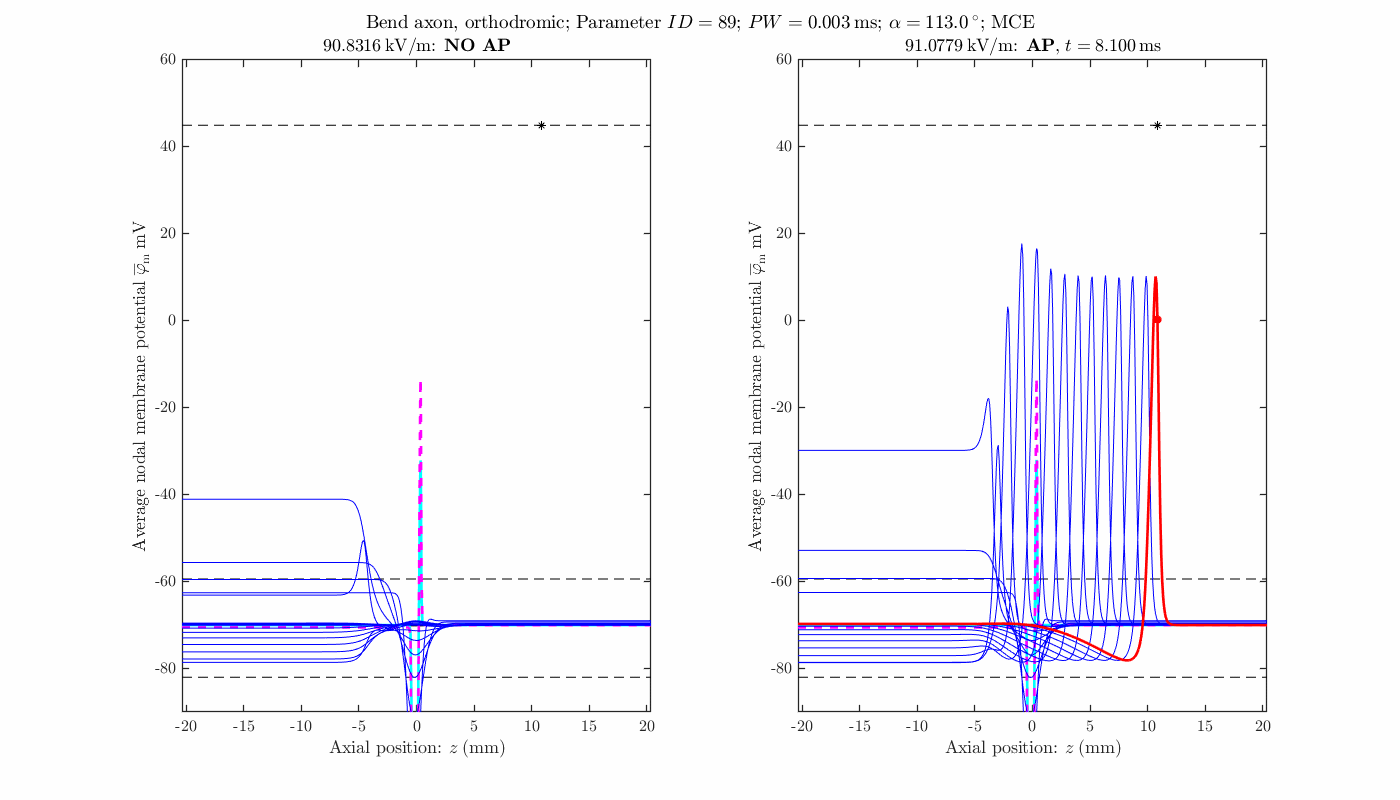 Bend axon, orthodromic; Parameter ID = 89; PW = 0.003 ms; α = 113.0 °; MCE
90.8316 kV/m: NO AP
60
40
20
0
-20
-40
-60
-80
-20 -15 -10 -5 0 5 10 15 20
Average nodal membrane potential φ̅m mV
Axial position: z (mm)
91.0779 kV/m: AP, t = 8.100 ms
60
40
20
0
-20
-40
-60
-80
-20 -15 -10 -5 0 5 10 15 20
Average nodal membrane potential φ̅m mV
Axial position: z (mm)